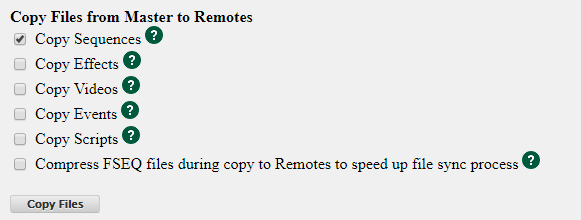 Copy Files from Master to Remotes
Copy Sequences ?
Copy Effects ?
Copy Videos ?
Copy Events ?
Copy Scripts ?
Compress FSEQ files during copy to Remotes to speed up file sync process ?
Copy Files